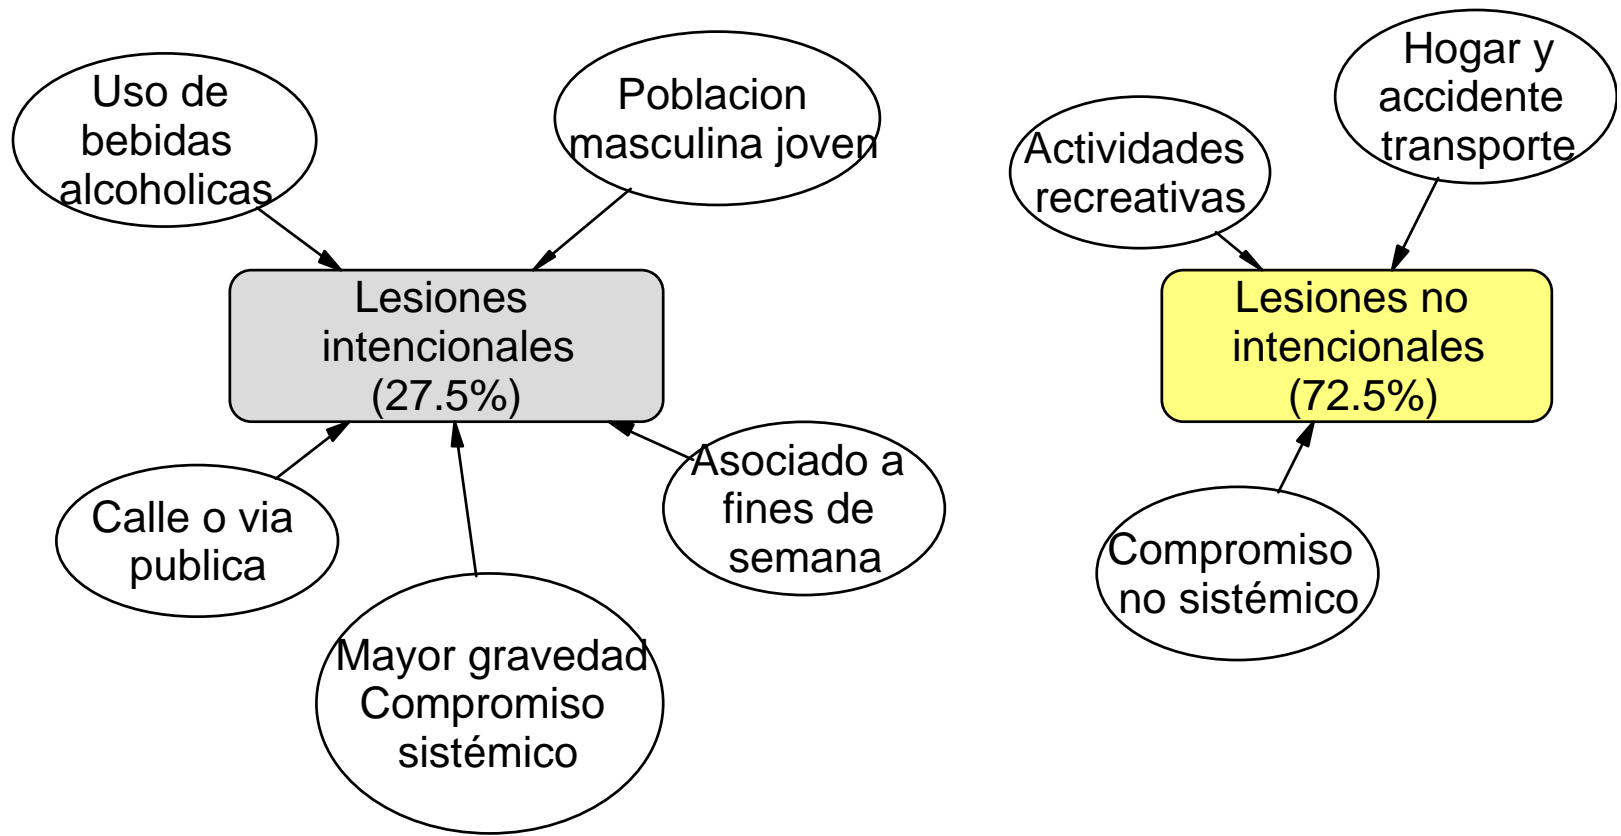 Uso de
bebidas
alcoholicas
Poblacion
masculina joven
Actividades
recreativas
Hogar y
accidente
transporte
Lesiones
intencionales
(27.5%)
Lesiones no
intencionales
(72.5%)
Calle o via
publica
Mayor gravedad
Compromiso
sistémico
Asociado a
fines de
semana
Compromiso
no sistémico